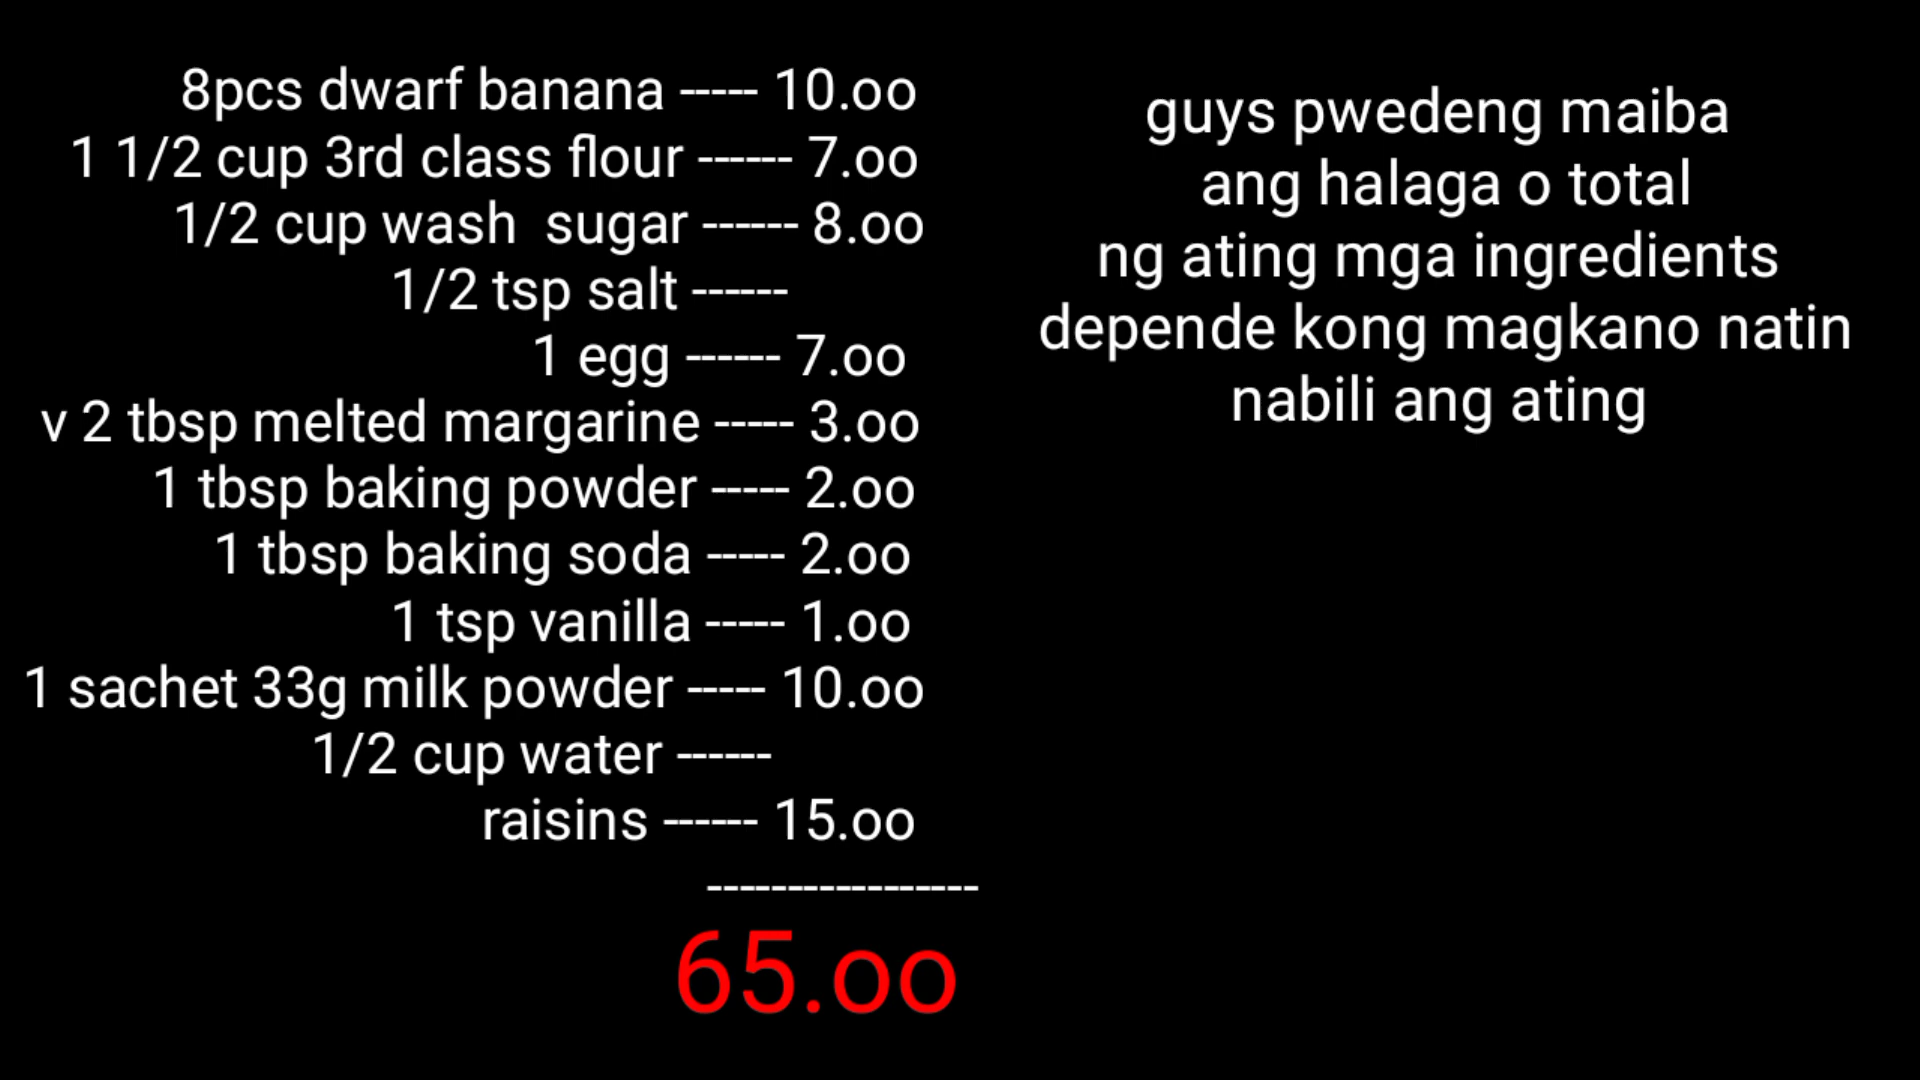 8pcs dwarf banana ----- 10.oo
1 1/2 cup 3rd class flour ------ 7.oo
1/2 cup wash  sugar ------ 8.oo
1/2 tsp salt ------
1 egg ------ 7.oo
v 2 tbsp melted margarine ----- 3.oo
1 tbsp baking powder ----- 2.oo
1 tbsp baking soda ----- 2.oo
1 tsp vanilla ----- 1.oo
1 sachet 33g milk powder ----- 10.oo
1/2 cup water ------
raisins ------ 15.oo
-----------------
65.oo
guys pwedeng maiba
ang halaga o total
ng ating mga ingredients
depende kong magkano natin
nabili ang ating